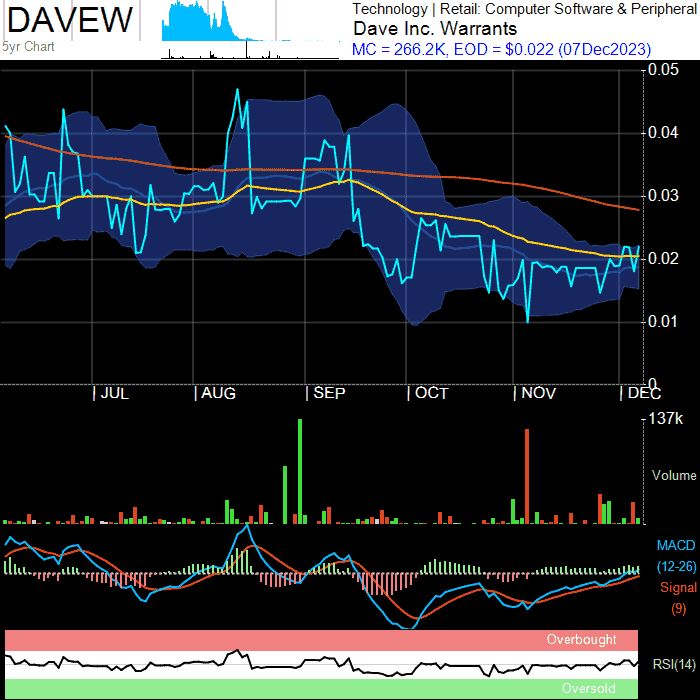 DAVEW
5yr Chart
Technology | Retail: Computer Software & Peripheral
Dave Inc. Warrants
MC = 266.2K, EOD = $0.022 (07Dec2023)
0.05
0.04
0.03
0.02
0.01
0
JUL AUG SEP OCT NOV DEC
137k
Volume
MACD
(12-26)
Signal
(9)
Overbought
RSI(14)
Oversold